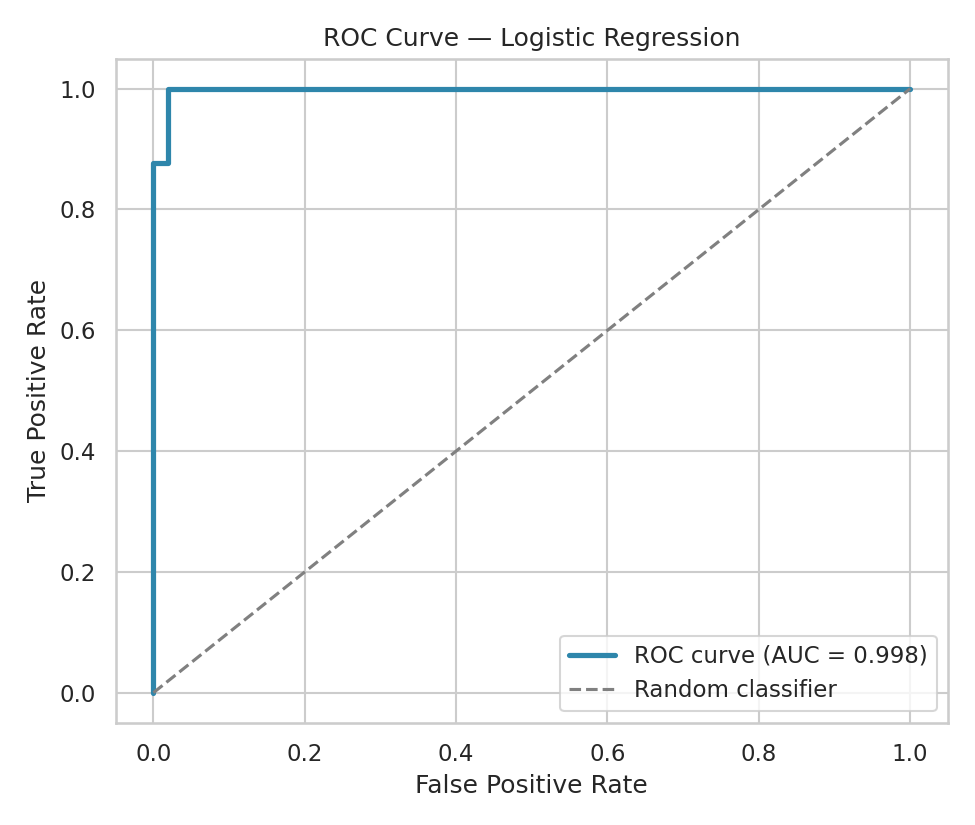 ROC Curve — Logistic Regression
True Positive Rate
1.0
0.8
0.6
0.4
0.2
0.0
ROC curve (AUC = 0.998)
Random classifier
0.0 0.2 0.4 0.6 0.8 1.0
False Positive Rate